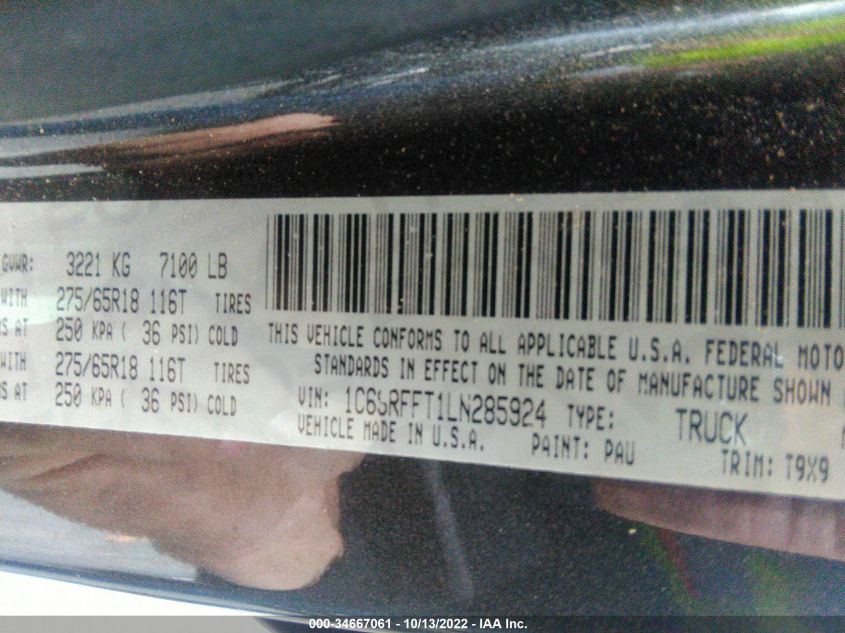 GVWR: 3221 KG 7100 LB
WITH 275/65R18 116T TIRES
S AT 250 KPA ( 36 PSI) COLD
WITH 275/65R18 116T TIRES
S AT 250 KPA ( 36 PSI) COLD
THIS VEHICLE CONFORMS TO ALL APPLICABLE U.S.A. FEDERAL MOTO
STANDARDS IN EFFECT ON THE DATE OF MANUFACTURE SHOWN
VIN: 1C6SRFFT1LN285924 TYPE: TRUCK
VEHICLE MADE IN U.S.A. PAINT: PAU TRIM: T9X9
000-34667061 - 10/13/2022 - IAA Inc.